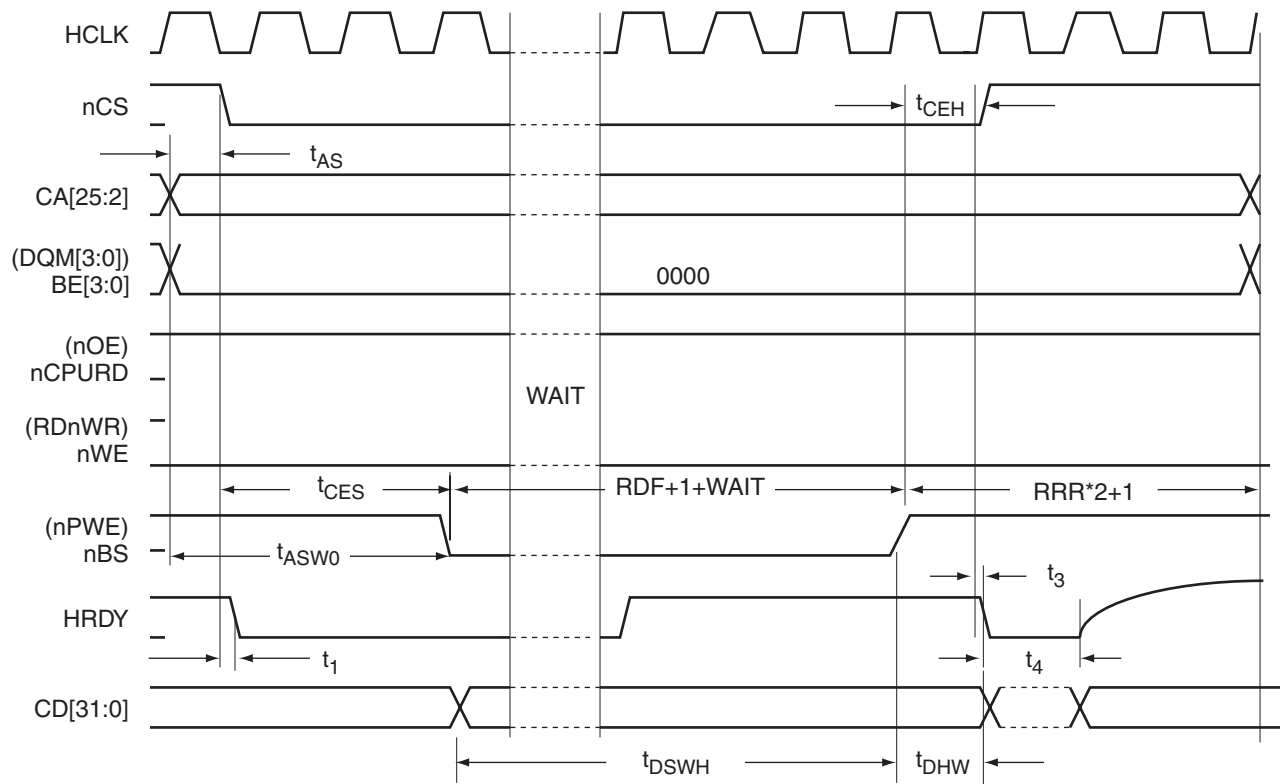 HCLK
nCS
t_CEH
t_AS
CA[25:2]
(DQM[3:0])
BE[3:0]
0000
(nOE)
nCPURD
WAIT
(RDnWR)
nWE
t_CES
RDF+1+WAIT
RRR*2+1
(nPWE)
nBS
t_ASW0
t_3
HRDY
t_1
t_4
CD[31:0]
t_DSWH
t_DHW